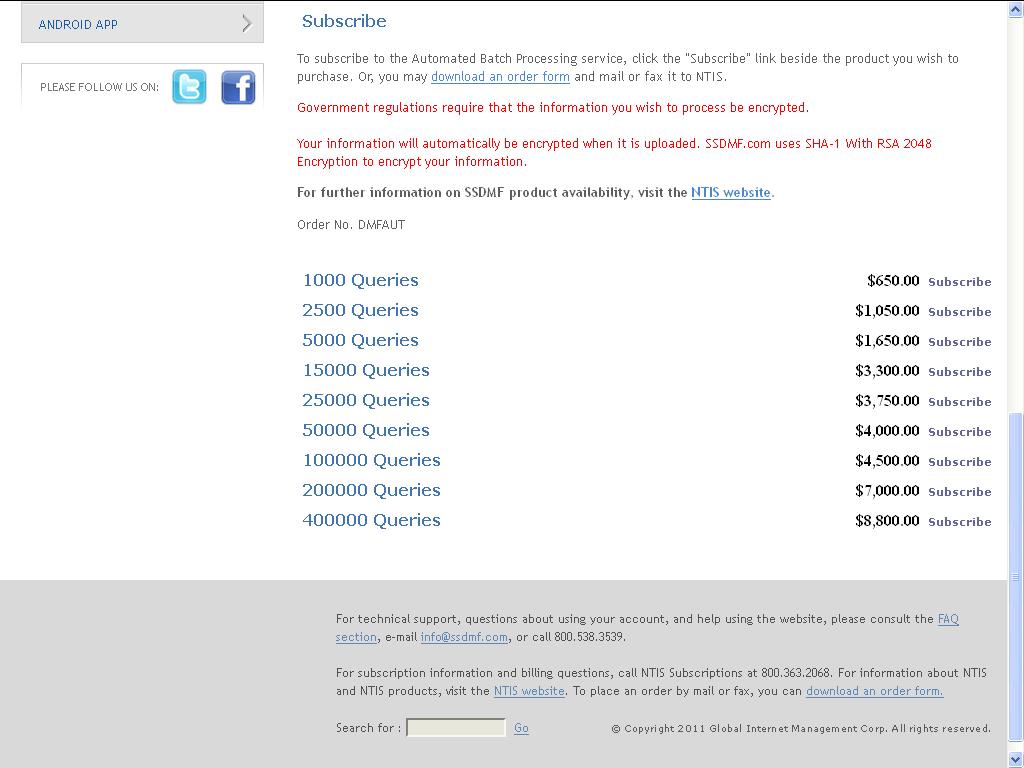 ANDROID APP
PLEASE FOLLOW US ON:
Subscribe
To subscribe to the Automated Batch Processing service, click the "Subscribe" link beside the product you wish to
purchase. Or, you may download an order form and mail or fax it to NTIS.
Government regulations require that the information you wish to process be encrypted.
Your information will automatically be encrypted when it is uploaded. SSDMF.com uses SHA-1 With RSA 2048
Encryption to encrypt your information.
For further information on SSDMF product availability, visit the NTIS website.
Order No. DMFAUT
1000 Queries $650.00 Subscribe
2500 Queries $1,050.00 Subscribe
5000 Queries $1,650.00 Subscribe
15000 Queries $3,300.00 Subscribe
25000 Queries $3,750.00 Subscribe
50000 Queries $4,000.00 Subscribe
100000 Queries $4,500.00 Subscribe
200000 Queries $7,000.00 Subscribe
400000 Queries $8,800.00 Subscribe
For technical support, questions about using your account, and help using the website, please consult the FAQ
section, e-mail info@ssdmf.com, or call 800.538.3539.
For subscription information and billing questions, call NTIS Subscriptions at 800.363.2068. For information about NTIS
and NTIS products, visit the NTIS website. To place an order by mail or fax, you can download an order form.
Search for : Go © Copyright 2011 Global Internet Management Corp. All rights reserved.